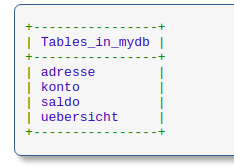 +----------------+
| Tables_in_mydb |
+----------------+
| adresse        |
| konto          |
| saldo          |
| uebersicht     |
+----------------+